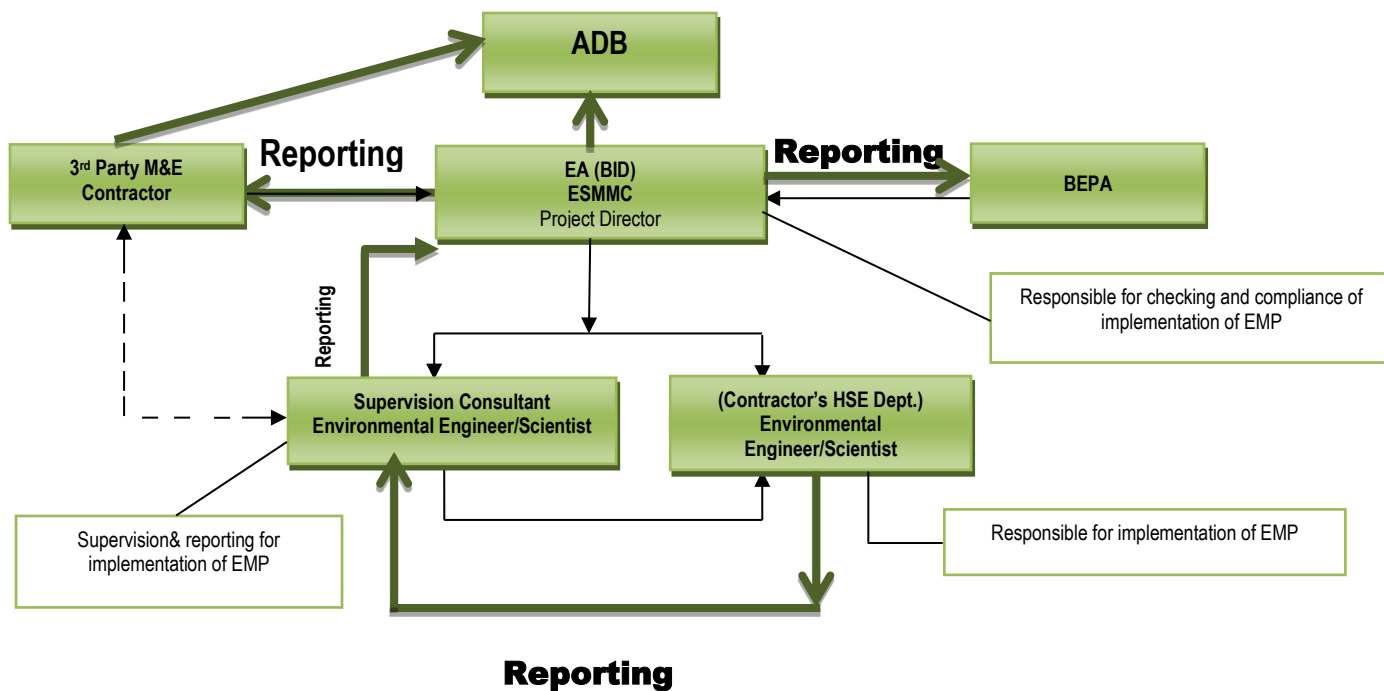 ADB
Reporting
Reporting
3rd Party M&E
Contractor
EA (BID)
ESMMC
Project Director
BEPA
Responsible for checking and compliance of
implementation of EMP
Reporting
Supervision Consultant
Environmental Engineer/Scientist
(Contractor’s HSE Dept.)
Environmental
Engineer/Scientist
Supervision& reporting for
implementation of EMP
Responsible for implementation of EMP
Reporting